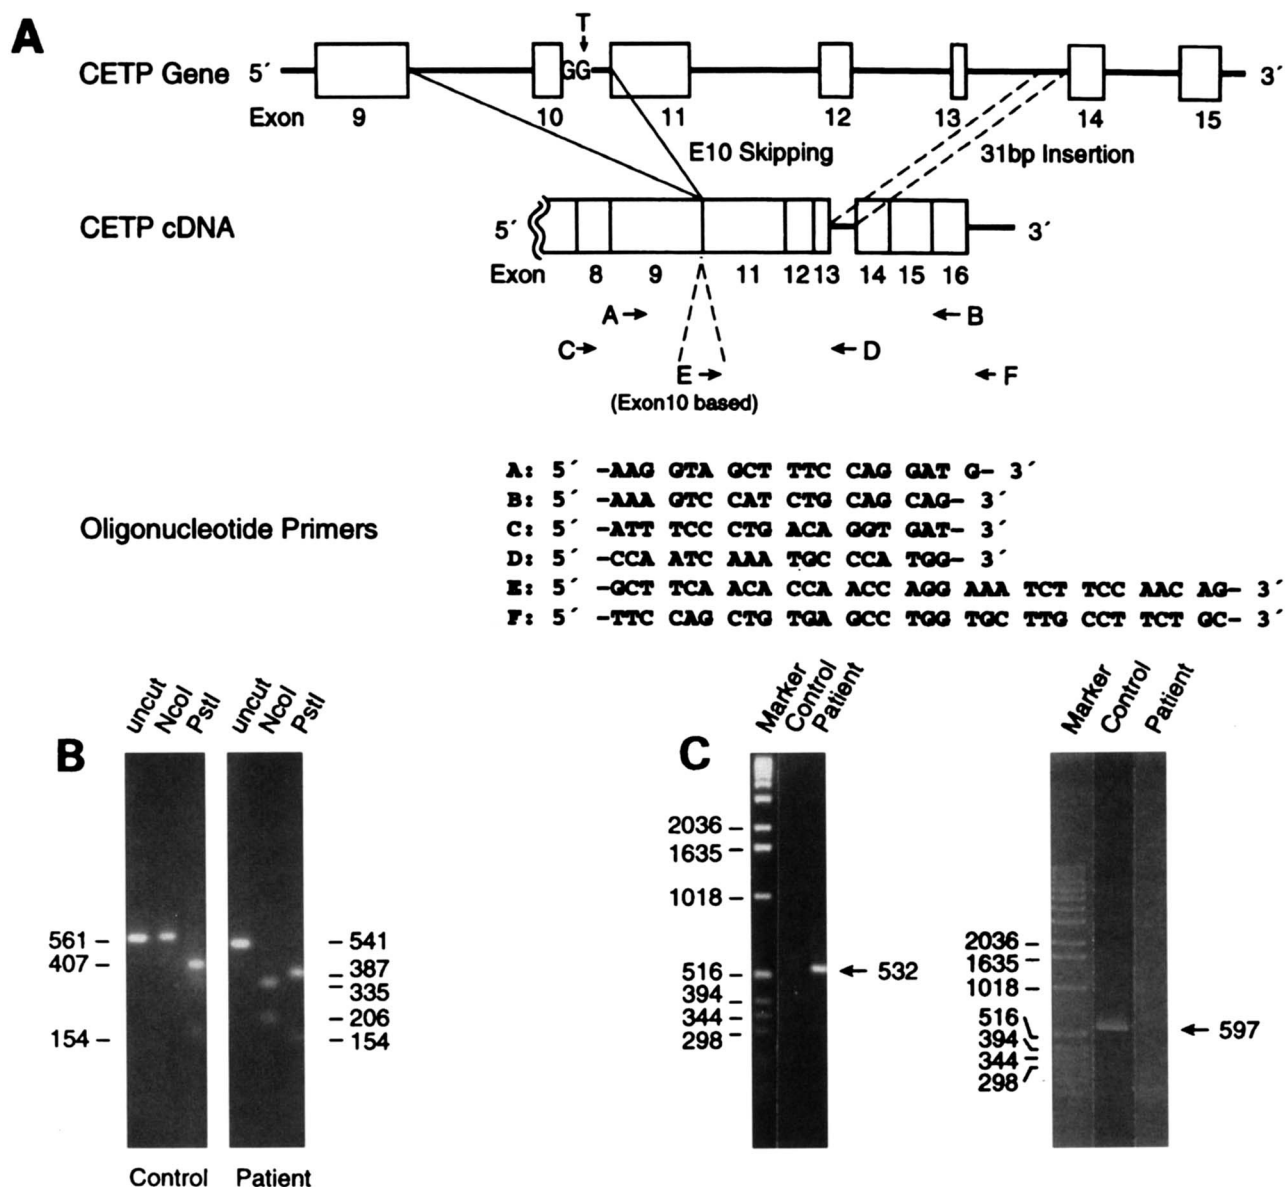 A
T
CETP Gene 5´ GG 3´
Exon 9 10 11 12 13 14 15
E10 Skipping 31bp Insertion
CETP cDNA 5´ 3´
Exon 8 9 11 12 13 14 15 16
A B
C D
E F
(Exon10 based)
Oligonucleotide Primers
A: 5´ -AAG GTA GCT TTC CAG GAT G- 3´
B: 5´ -AAA GTC CAT CTG CAG CAG- 3´
C: 5´ -ATT TCC CTG ACA GGT GAT- 3´
D: 5´ -CCA ATC AAA TGC CCA TGG- 3´
E: 5´ -GCT TCA ACA CCA ACC AGG AAA TCT TCC AAC AG- 3´
F: 5´ -TTC CAG CTG TGA GCC TGG TGC TTG CCT TCT GC- 3´
B
uncut NcoI PstI uncut NcoI PstI
561 –
407 –
154 –
– 541
– 387
– 335
– 206
– 154
Control Patient
C
Marker Control Patient
2036 –
1635 –
1018 –
516 –
394 –
344 –
298 –
532
Marker Control Patient
2036 –
1635 –
1018 –
516
394
344
298
597